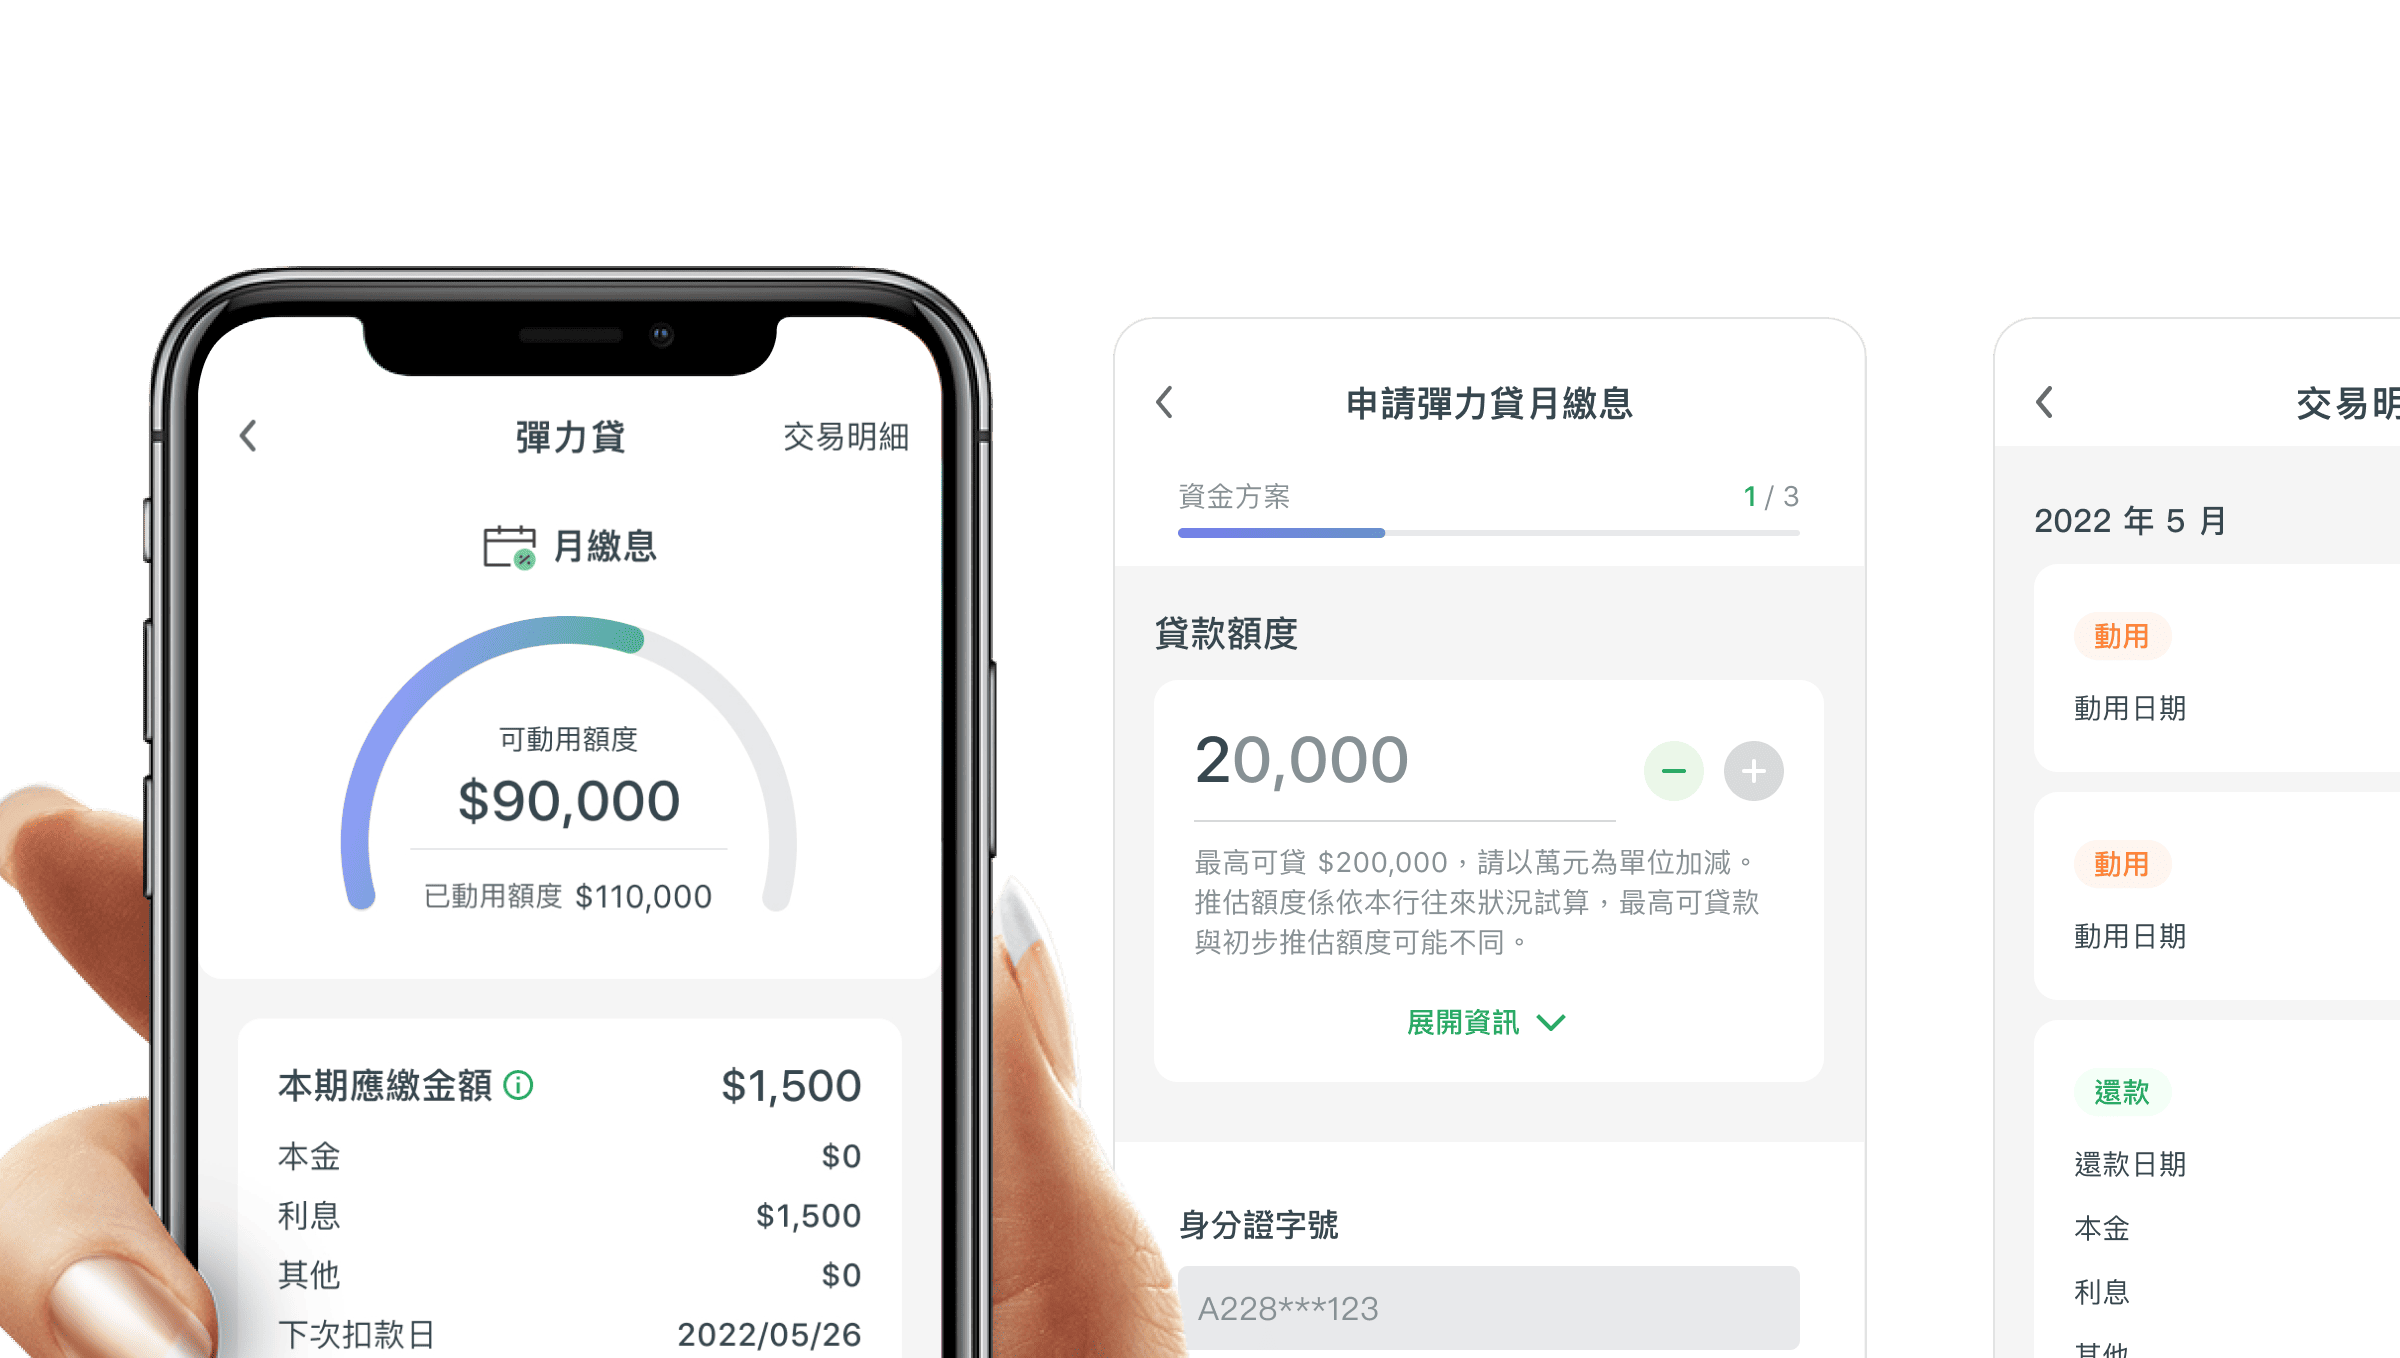 彈力貸
交易明細
月繳息
可動用額度
$90,000
已動用額度 $110,000
本期應繳金額 $1,500
本金 $0
利息 $1,500
其他 $0
下次扣款日 2022/05/26
申請彈力貸月繳息
資金方案 1 / 3
貸款額度
20,000
最高可貸 $200,000，請以萬元為單位加減。
推估額度係依本行往來狀況試算，最高可貸款
與初步推估額度可能不同。
展開資訊
身分證字號
A228***123
交易明
2022 年 5 月
動用
動用日期
動用
動用日期
還款
還款日期
本金
利息
其他